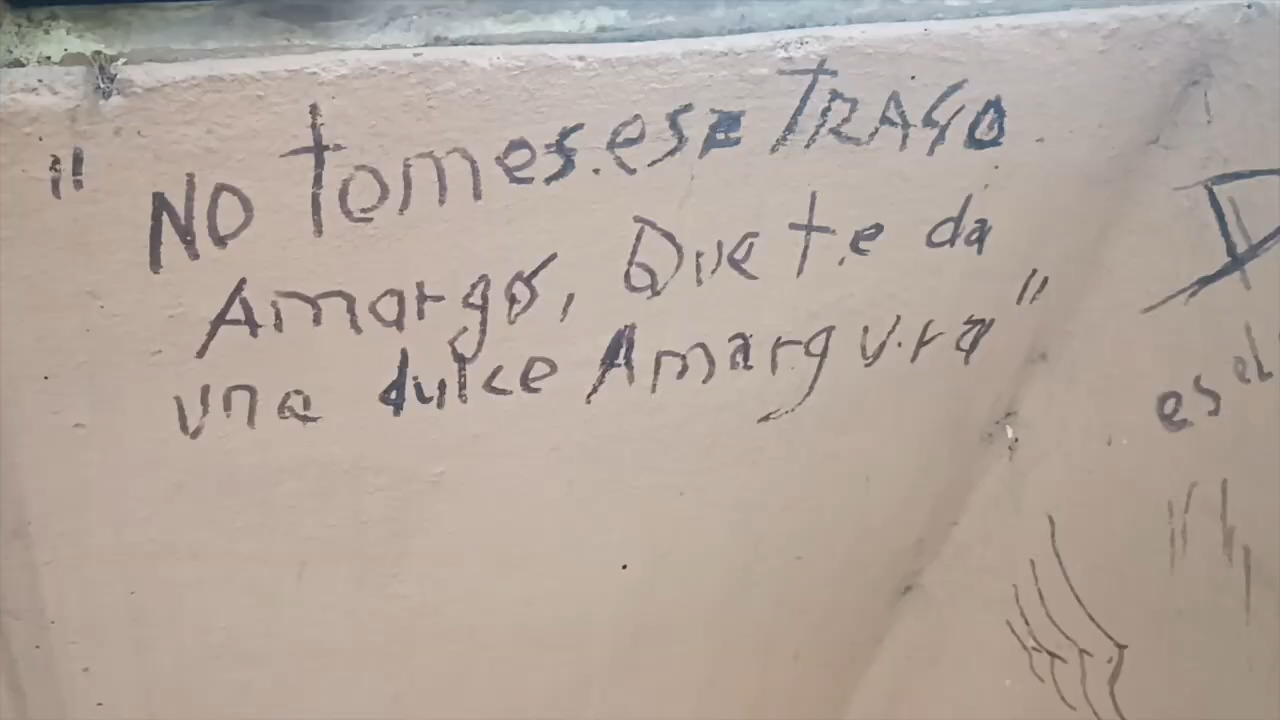 "NO tomes.ese TRAGO
Amargo, Que te da
una dulce Amargura"
D
es el